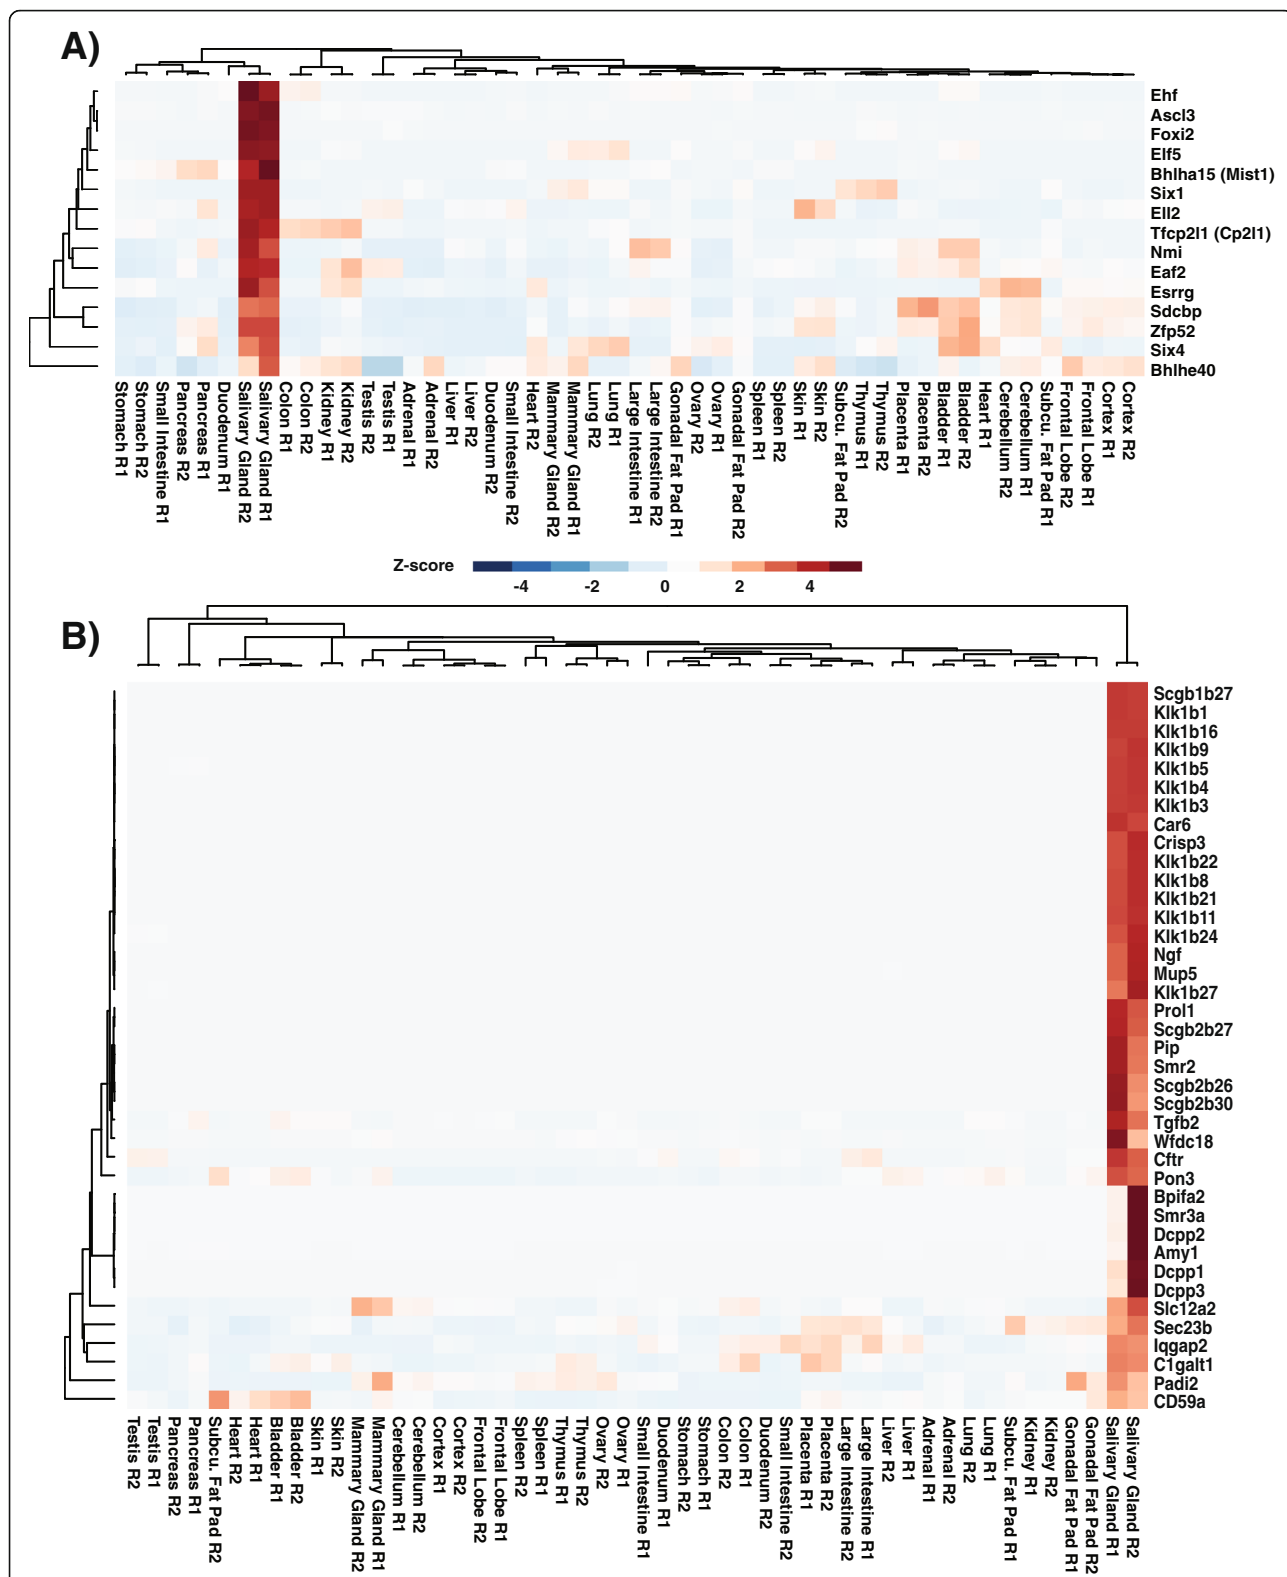 A)
Ehf
Ascl3
Foxi2
Elf5
Bhlha15 (Mist1)
Six1
Ell2
Tfcp2l1 (Cp2l1)
Nmi
Eaf2
Esrrg
Sdcbp
Zfp52
Six4
Bhlhe40
Stomach R1
Stomach R2
Small Intestine R1
Pancreas R2
Pancreas R1
Duodenum R1
Salivary Gland R2
Salivary Gland R1
Colon R1
Colon R2
Kidney R1
Kidney R2
Testis R2
Testis R1
Adrenal R1
Adrenal R2
Liver R1
Liver R2
Duodenum R2
Small Intestine R2
Heart R2
Mammary Gland R2
Mammary Gland R1
Lung R2
Lung R1
Large Intestine R1
Large Intestine R2
Gonadal Fat Pad R1
Ovary R2
Ovary R1
Gonadal Fat Pad R2
Spleen R1
Spleen R2
Skin R1
Skin R2
Subcu. Fat Pad R2
Thymus R1
Thymus R2
Placenta R1
Placenta R2
Bladder R1
Bladder R2
Heart R1
Cerebellum R2
Cerebellum R1
Subcu. Fat Pad R1
Frontal Lobe R2
Frontal Lobe R1
Cortex R1
Cortex R2
Z-score
-4 -2 0 2 4
B)
Scgb1b27
Klk1b1
Klk1b16
Klk1b9
Klk1b5
Klk1b4
Klk1b3
Car6
Crisp3
Klk1b22
Klk1b8
Klk1b21
Klk1b11
Klk1b24
Ngf
Mup5
Klk1b27
Prol1
Scgb2b27
Pip
Smr2
Scgb2b26
Scgb2b30
Tgfb2
Wfdc18
Cftr
Pon3
Bpifa2
Smr3a
Dcpp2
Amy1
Dcpp1
Dcpp3
Slc12a2
Sec23b
Iqgap2
C1galt1
Padi2
CD59a
Testis R2
Testis R1
Pancreas R2
Pancreas R1
Subcu. Fat Pad R2
Heart R2
Heart R1
Bladder R1
Bladder R2
Skin R1
Skin R2
Mammary Gland R2
Mammary Gland R1
Cerebellum R1
Cerebellum R2
Cortex R1
Cortex R2
Frontal Lobe R2
Frontal Lobe R1
Spleen R2
Spleen R1
Thymus R1
Thymus R2
Ovary R2
Ovary R1
Small Intestine R1
Duodenum R1
Stomach R2
Stomach R1
Colon R2
Colon R1
Duodenum R2
Small Intestine R2
Placenta R1
Placenta R2
Large Intestine R2
Large Intestine R1
Liver R2
Liver R1
Adrenal R1
Adrenal R2
Lung R2
Lung R1
Subcu. Fat Pad R1
Kidney R1
Kidney R2
Gonadal Fat Pad R1
Gonadal Fat Pad R2
Salivary Gland R1
Salivary Gland R2